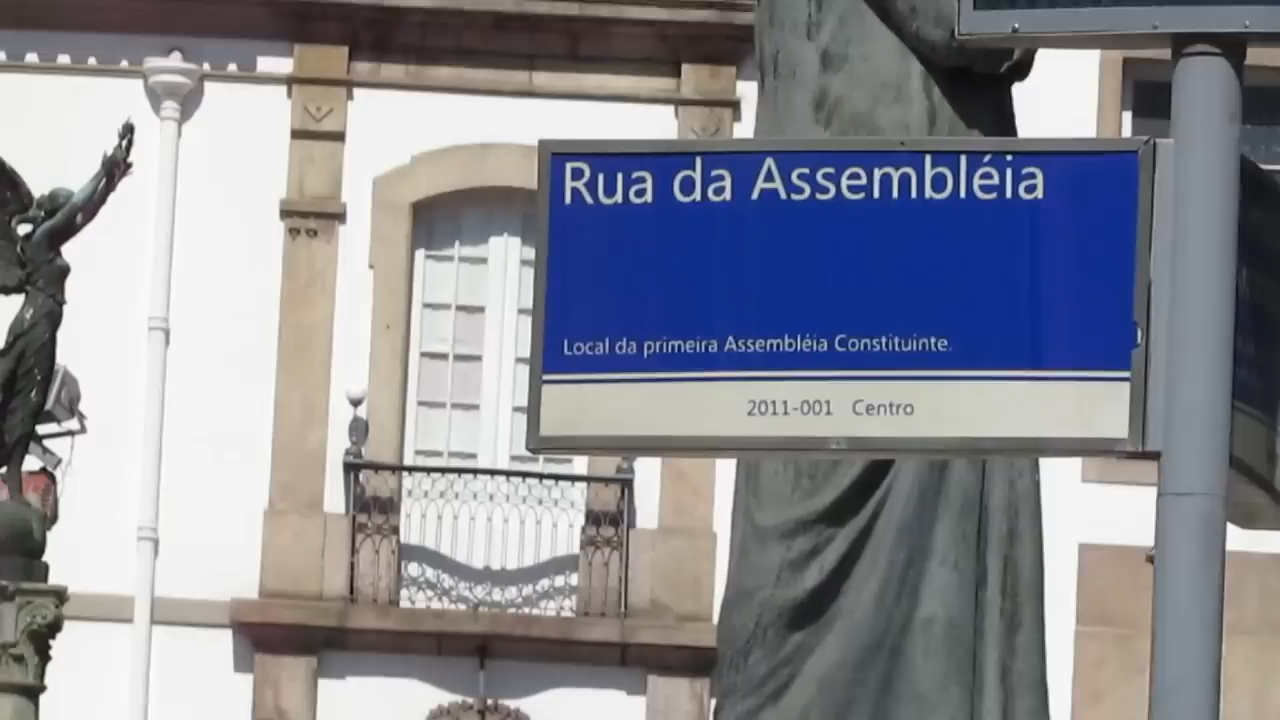 Rua da Assembléia
Local da primeira Assembléia Constituinte.
2011-001 Centro